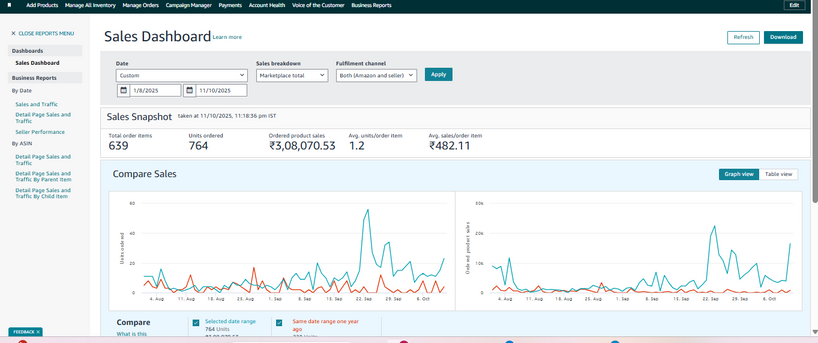 Add Products Manage All Inventory Manage Orders Campaign Manager Payments Account Health Voice of the Customer Business Reports Edit
CLOSE REPORTS MENU
Dashboards
Sales Dashboard
Business Reports
By Date
Sales and Traffic
Detail Page Sales and
Traffic
Seller Performance
By ASIN
Detail Page Sales and
Traffic
Detail Page Sales and
Traffic By Parent Item
Detail Page Sales and
Traffic By Child Item
FEEDBACK
Sales Dashboard Learn more
Refresh Download
Date Sales breakdown Fulfilment channel
Custom Marketplace total Both (Amazon and seller) Apply
1/8/2025 11/10/2025
Sales Snapshot taken at 11/10/2025, 11:18:36 pm IST
Total order items Units ordered Ordered product sales Avg. units/order item Avg. sales/order item
639 764 ₹3,08,070.53 1.2 ₹482.11
Compare Sales Graph view Table view
Units ordered
60
40
20
0
4. Aug 11. Aug 18. Aug 25. Aug 1. Sep 8. Sep 15. Sep 22. Sep 29. Sep 6. Oct
Ordered product sales
30k
20k
10k
0
4. Aug 11. Aug 18. Aug 25. Aug 1. Sep 8. Sep 15. Sep 22. Sep 29. Sep 6. Oct
Compare
What is this
Selected date range
764 Units
Same date range one year
ago